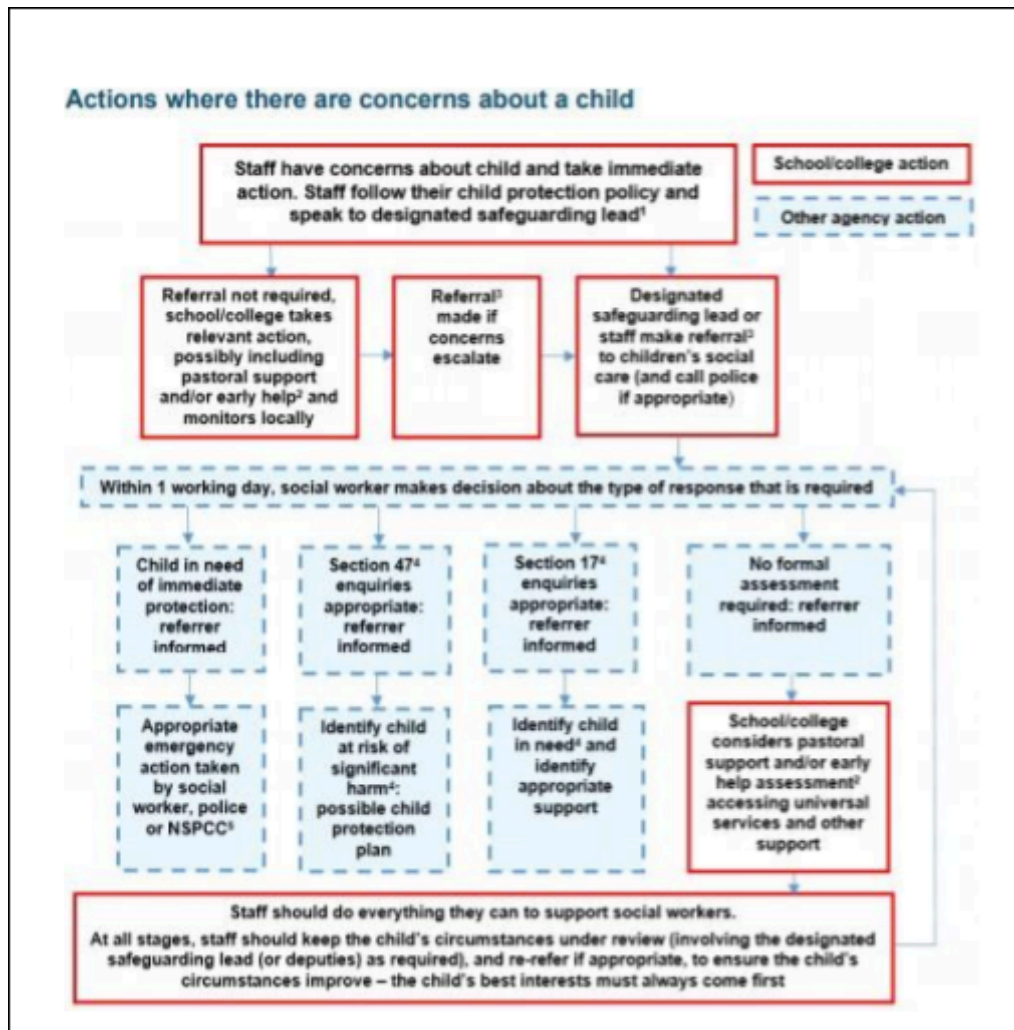 Actions where there are concerns about a child
Staff have concerns about child and take immediate
action. Staff follow their child protection policy and
speak to designated safeguarding lead¹
School/college action
Other agency action
Referral not required,
school/college takes
relevant action,
possibly including
pastoral support
and/or early help² and
monitors locally
Referral³
made if
concerns
escalate
Designated
safeguarding lead or
staff make referral³
to children's social
care (and call police
if appropriate)
Within 1 working day, social worker makes decision about the type of response that is required
Child in need
of immediate
protection:
referrer
informed
Section 47⁴
enquiries
appropriate:
referrer
informed
Section 17⁴
enquiries
appropriate:
referrer
informed
No formal
assessment
required: referrer
informed
Appropriate
emergency
action taken
by social
worker, police
or NSPCC⁵
Identify child
at risk of
significant
harm⁴:
possible child
protection
plan
Identify child
in need⁴ and
identify
appropriate
support
School/college
considers pastoral
support and/or early
help assessment²
accessing universal
services and other
support
Staff should do everything they can to support social workers.
At all stages, staff should keep the child's circumstances under review (involving the designated
safeguarding lead (or deputies) as required), and re-refer if appropriate, to ensure the child's
circumstances improve – the child's best interests must always come first